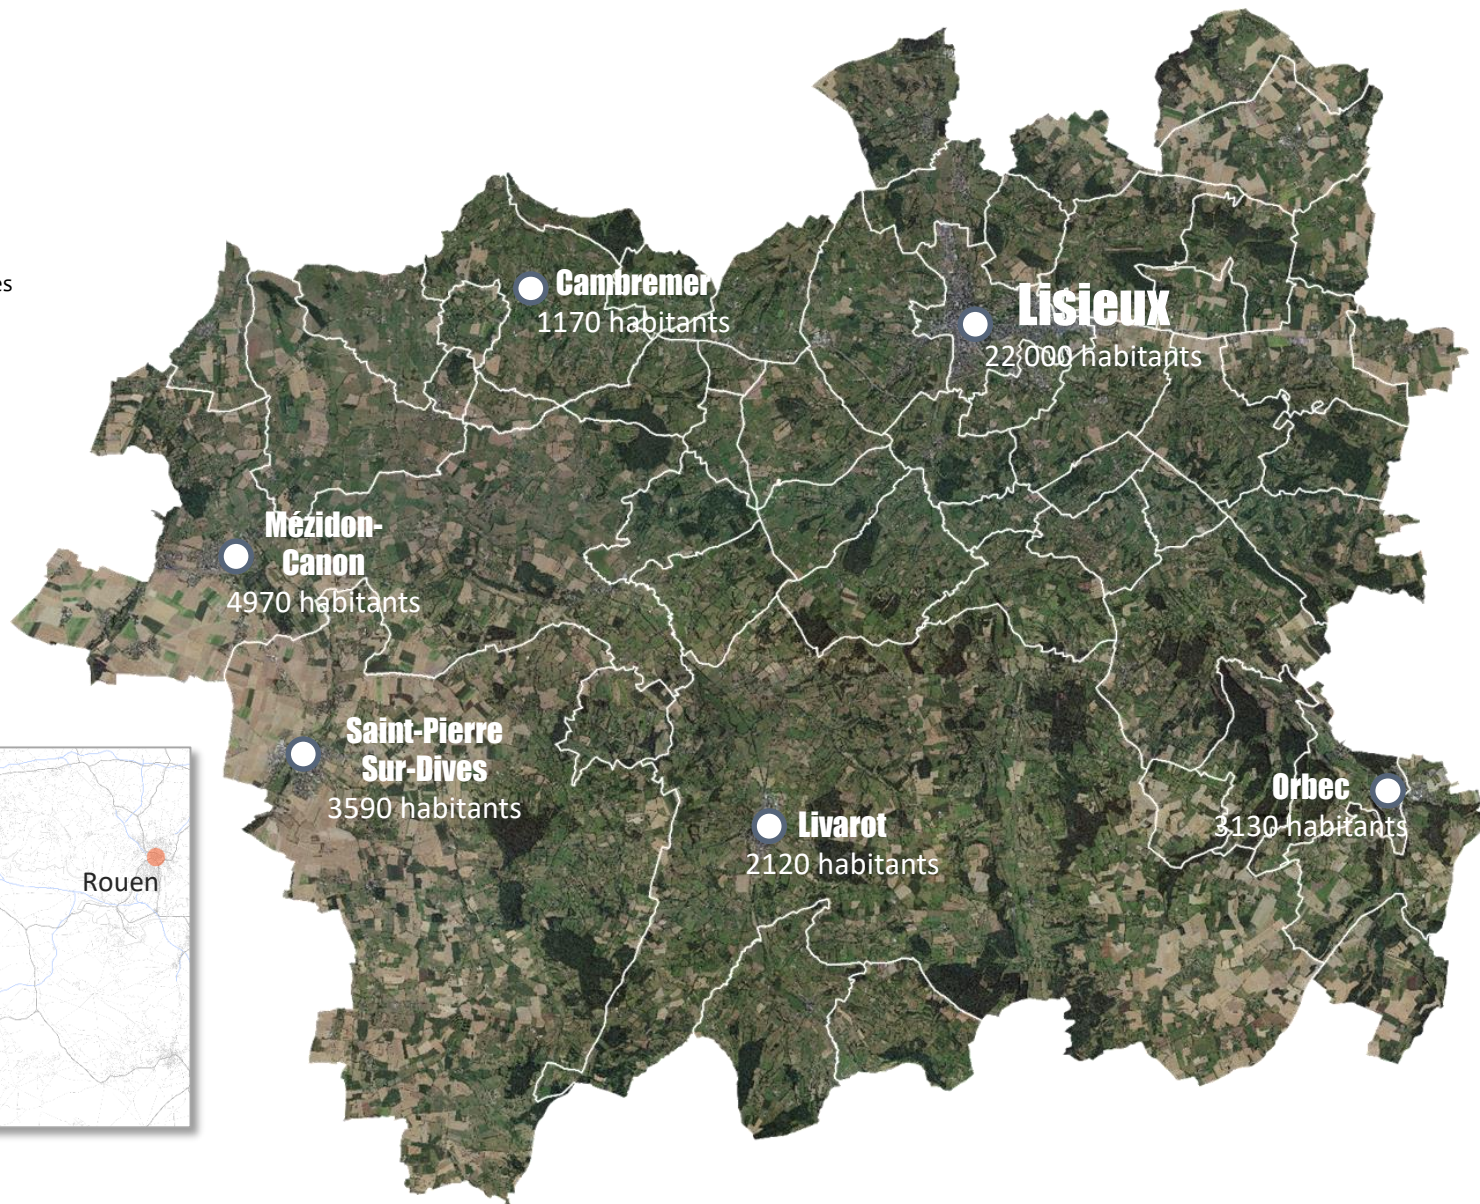 es
Cambremer
1170 habitants
Lisieux
22 000 habitants
Mézidon-
Canon
4970 habitants
Saint-Pierre
Sur-Dives
3590 habitants
Livarot
2120 habitants
Orbec
3130 habitants
Rouen